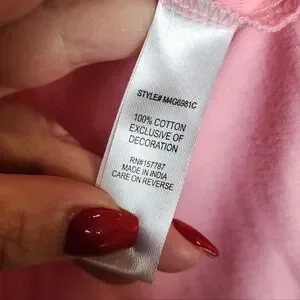 STYLE# M4G6981C
100% COTTON
EXCLUSIVE OF
DECORATION
RN#157787
MADE IN INDIA
CARE ON REVERSE